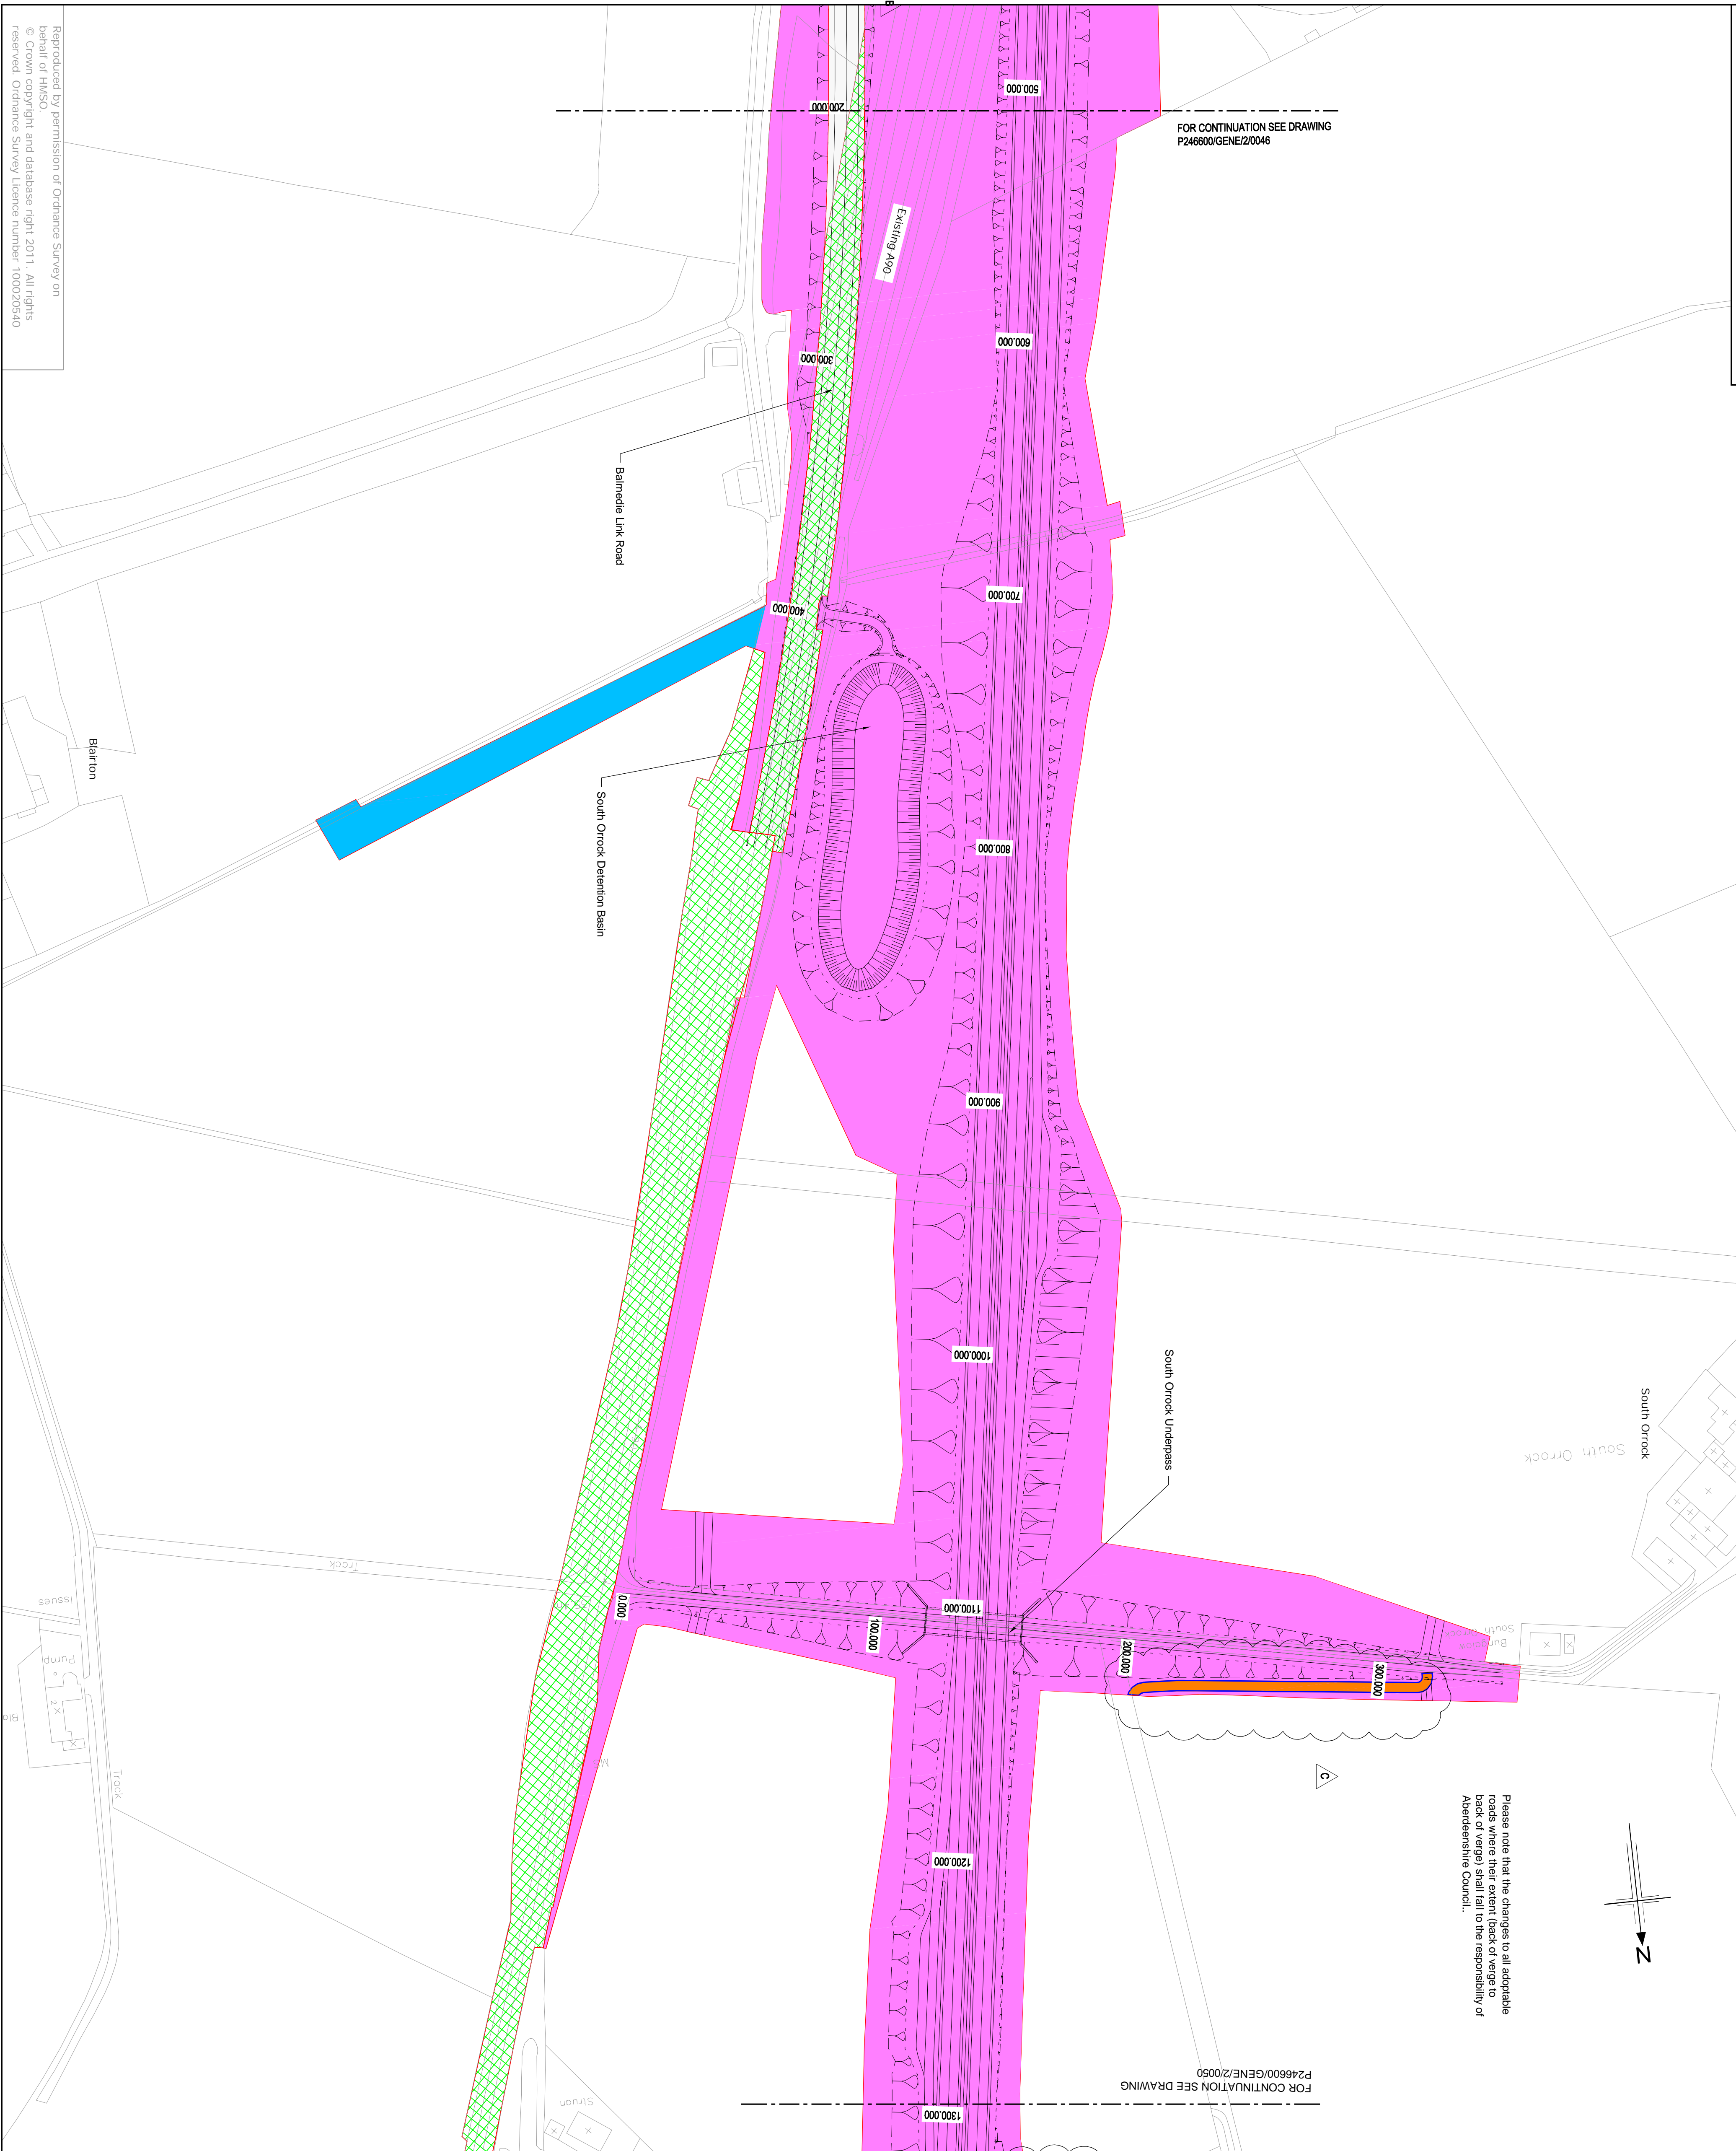 FOR CONTINUATION SEE DRAWING
P246600/GENE/2/0046
500.000
200.000
Existing A90
600.000
300.000
Balmedie Link Road
700.000
400.000
Blairton
South Orrock Detention Basin
800.000
900.000
1000.000
South Orrock Underpass
South Orrock
South Orrock
Track
Issues
Pump
2
Track
0.000
100.000
1100.000
200.000
300.000
South Orrock
Bungalow
C
Please note that the changes to all adoptable
roads where their extent (back of verge to
back of verge) shall fall to the responsibility of
Aberdeenshire Council..
N
1200.000
FOR CONTINUATION SEE DRAWING
P246600/GENE/2/0050
Struan
1300.000
Reproduced by permission of Ordnance Survey on
behalf of HMSO.
© Crown copyright and database right 2011. All rights
reserved. Ordnance Survey Licence number 100020540